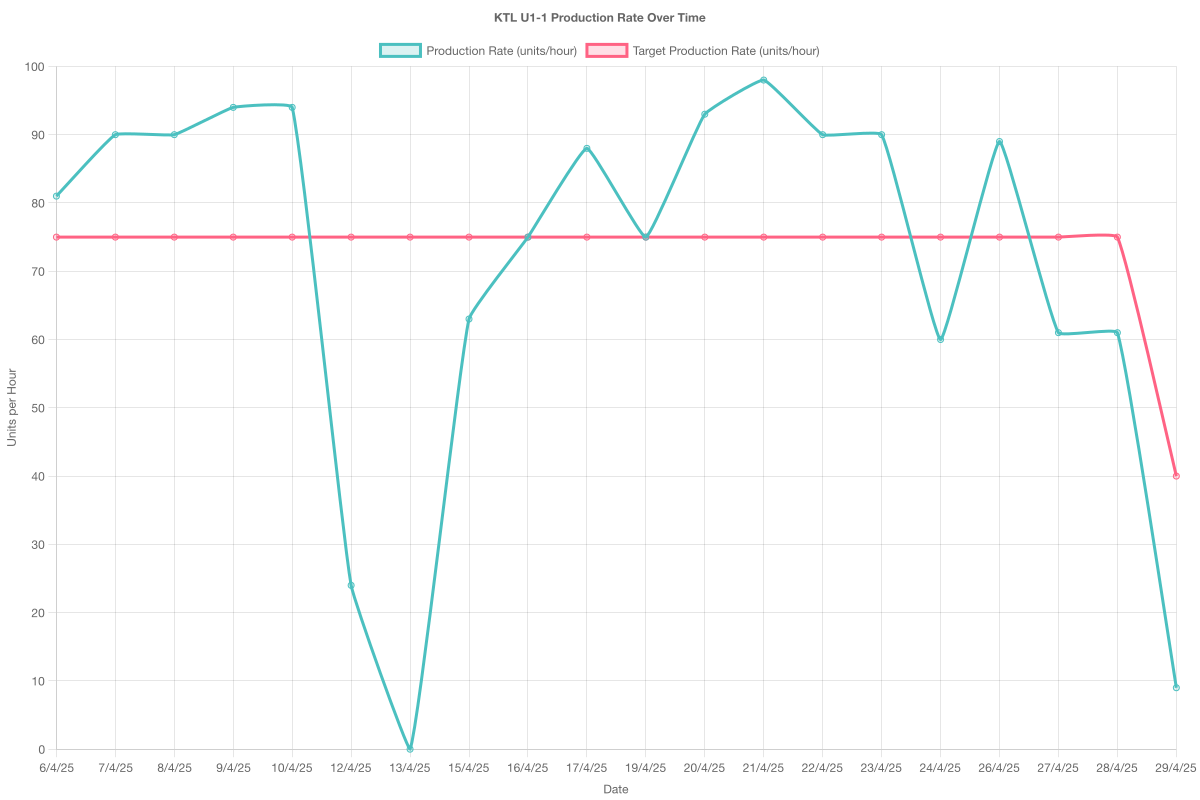 KTL U1-1 Production Rate Over Time
Production Rate (units/hour) Target Production Rate (units/hour)
100
90
80
70
60
50
40
30
20
10
0
Units per Hour
6/4/25 7/4/25 8/4/25 9/4/25 10/4/25 12/4/25 13/4/25 15/4/25 16/4/25 17/4/25 19/4/25 20/4/25 21/4/25 22/4/25 23/4/25 24/4/25 26/4/25 27/4/25 28/4/25 29/4/25
Date